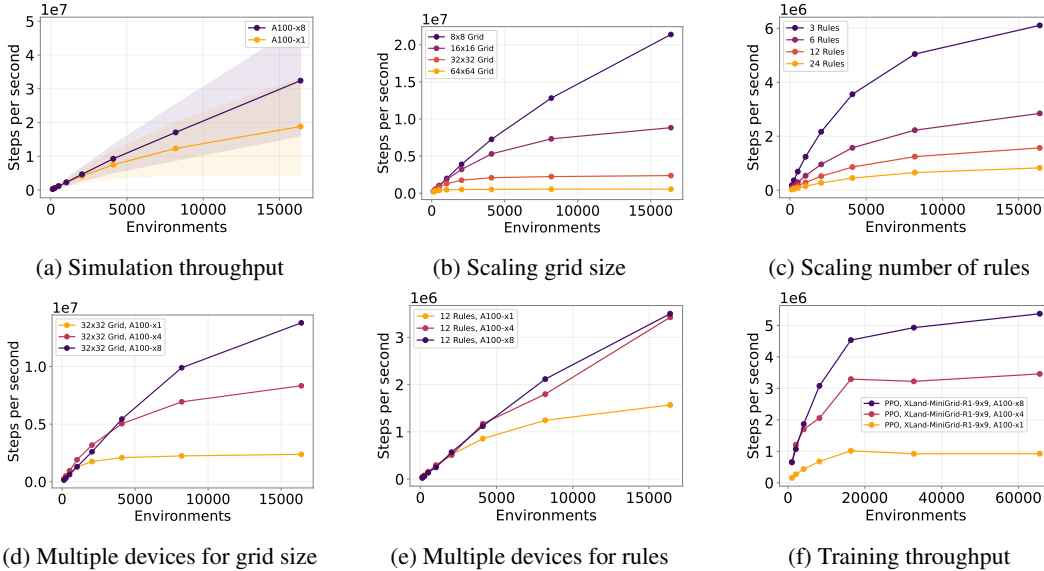 1e7
Steps per second
5
4
3
2
1
0
A100-x8
A100-x1
0 5000 10000 15000
Environments
(a) Simulation throughput
1e7
Steps per second
2.0
1.5
1.0
0.5
0.0
8x8 Grid
16x16 Grid
32x32 Grid
64x64 Grid
0 5000 10000 15000
Environments
(b) Scaling grid size
1e6
Steps per second
6
4
2
0
3 Rules
6 Rules
12 Rules
24 Rules
0 5000 10000 15000
Environments
(c) Scaling number of rules
1e7
Steps per second
1.0
0.5
0.0
32x32 Grid, A100-x1
32x32 Grid, A100-x4
32x32 Grid, A100-x8
0 5000 10000 15000
Environments
(d) Multiple devices for grid size
1e6
Steps per second
3
2
1
0
12 Rules, A100-x1
12 Rules, A100-x4
12 Rules, A100-x8
0 5000 10000 15000
Environments
(e) Multiple devices for rules
1e6
Steps per second
5
4
3
2
1
0
PPO, XLand-MiniGrid-R1-9x9, A100-x8
PPO, XLand-MiniGrid-R1-9x9, A100-x4
PPO, XLand-MiniGrid-R1-9x9, A100-x1
0 20000 40000 60000
Environments
(f) Training throughput